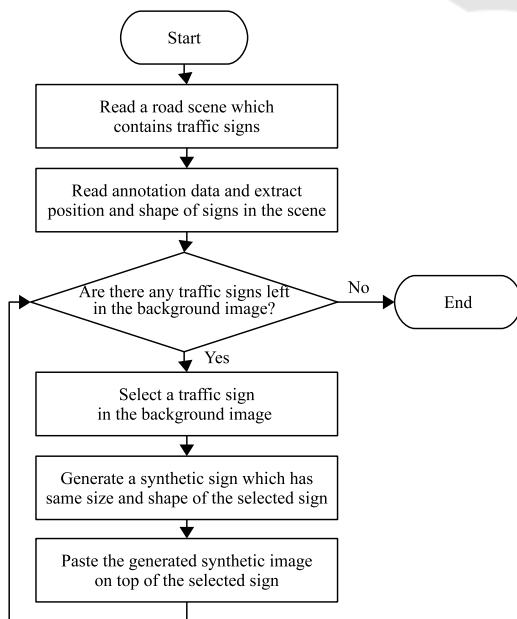 Start
Read a road scene which
contains traffic signs
Read annotation data and extract
position and shape of signs in the scene
Are there any traffic signs left
in the background image?
No
End
Yes
Select a traffic sign
in the background image
Generate a synthetic sign which has
same size and shape of the selected sign
Paste the generated synthetic image
on top of the selected sign